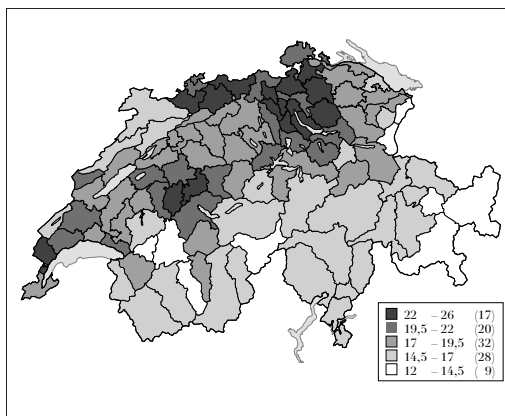 22 – 26 (17)
19,5 – 22 (20)
17 – 19,5 (32)
14,5 – 17 (28)
12 – 14,5 ( 9)